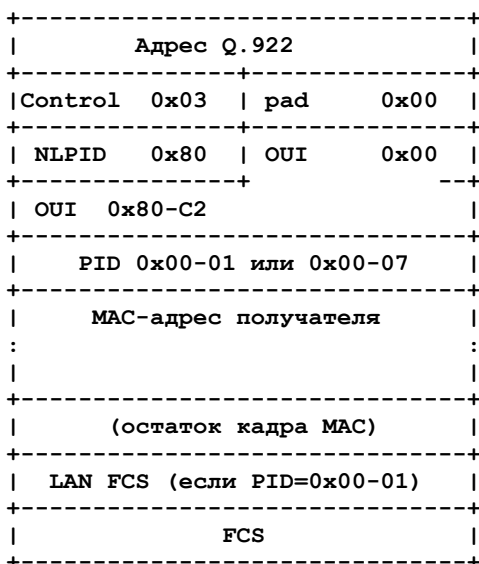 +-------------------------------+
| Адрес Q.922 |
+---------------+---------------+
|Control 0x03 | pad 0x00 |
+---------------+---------------+
| NLPID 0x80 | OUI 0x00 |
+---------------+ --+
| OUI 0x80-C2 |
+-------------------------------+
| PID 0x00-01 или 0x00-07 |
+-------------------------------+
| MAC-адрес получателя |
: :
| |
+-------------------------------+
| (остаток кадра MAC) |
+-------------------------------+
| LAN FCS (если PID=0x00-01) |
+-------------------------------+
| FCS |
+-------------------------------+